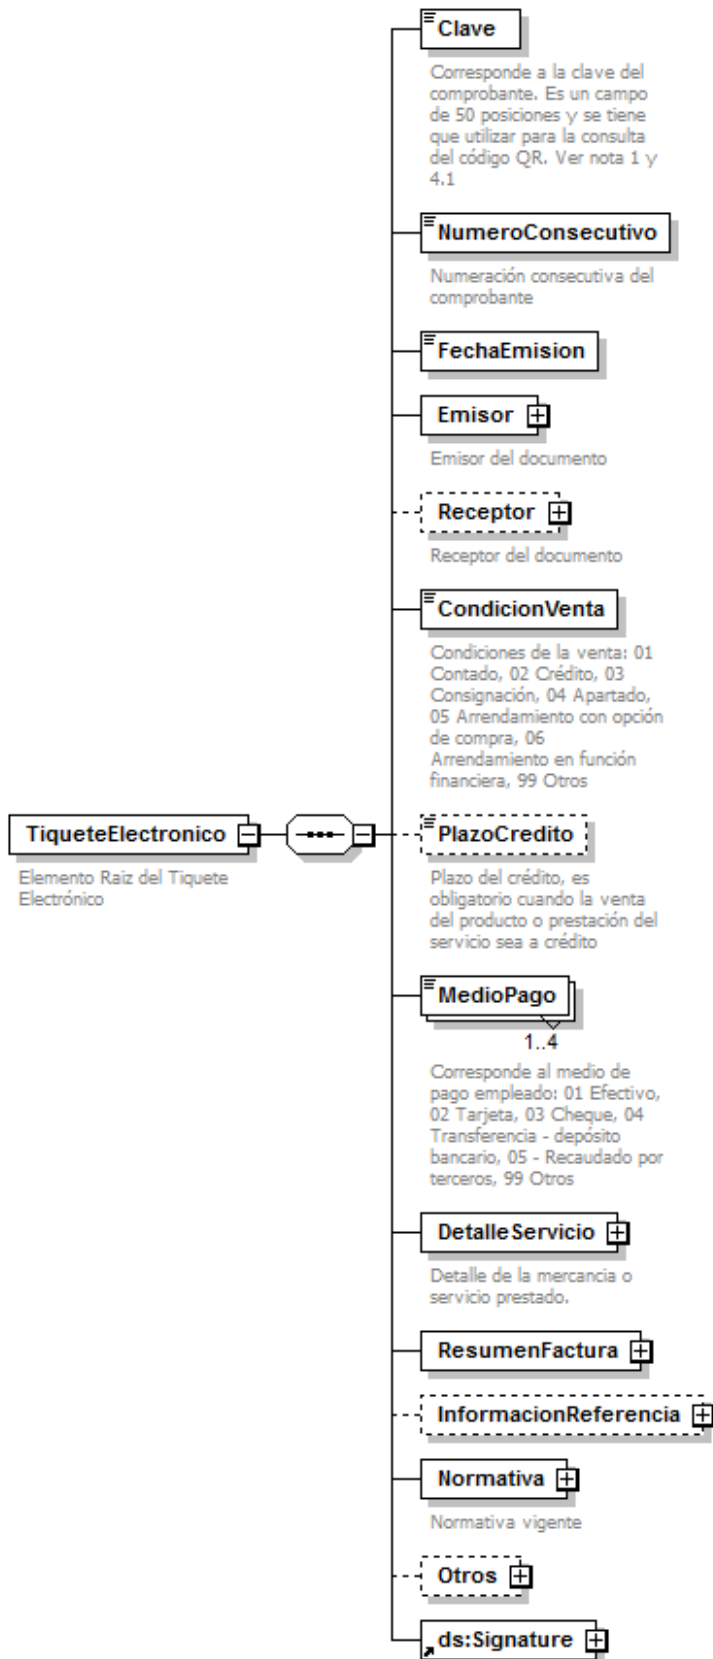 Clave
Corresponde a la clave del
comprobante. Es un campo
de 50 posiciones y se tiene
que utilizar para la consulta
del código QR. Ver nota 1 y
4.1
NumeroConsecutivo
Numeración consecutiva del
comprobante
FechaEmision
Emisor
Emisor del documento
Receptor
Receptor del documento
CondicionVenta
Condiciones de la venta: 01
Contado, 02 Crédito, 03
Consignación, 04 Apartado,
05 Arrendamiento con opción
de compra, 06
Arrendamiento en función
financiera, 99 Otros
TiqueteElectronico
Elemento Raiz del Tiquete
Electrónico
PlazoCredito
Plazo del crédito, es
obligatorio cuando la venta
del producto o prestación del
servicio sea a crédito
MedioPago
1..4
Corresponde al medio de
pago empleado: 01 Efectivo,
02 Tarjeta, 03 Cheque, 04
Transferencia - depósito
bancario, 05 - Recaudado por
terceros, 99 Otros
DetalleServicio
Detalle de la mercancia o
servicio prestado.
ResumenFactura
InformacionReferencia
Normativa
Normativa vigente
Otros
ds:Signature